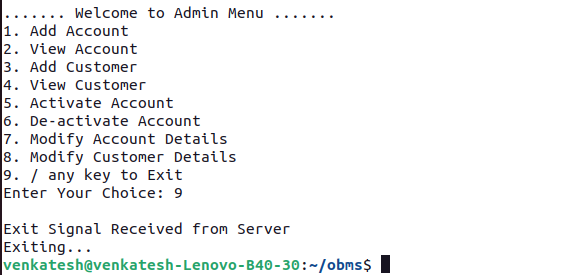 ....... Welcome to Admin Menu .......
1. Add Account
2. View Account
3. Add Customer
4. View Customer
5. Activate Account
6. De-activate Account
7. Modify Account Details
8. Modify Customer Details
9. / any key to Exit
Enter Your Choice: 9
Exit Signal Received from Server
Exiting...
venkatesh@venkatesh-Lenovo-B40-30:~/obms$